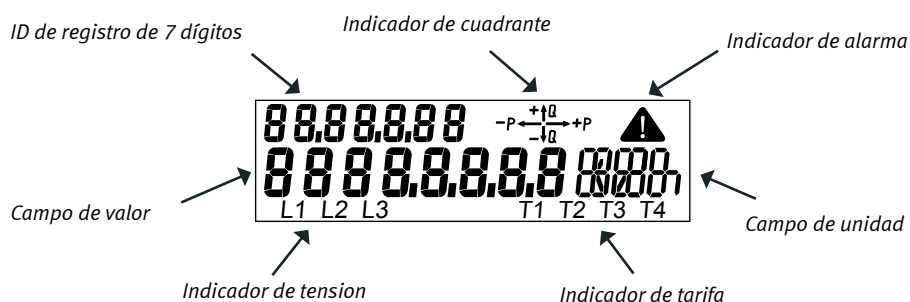 ID de registro de 7 dígitos
Indicador de cuadrante
Indicador de alarma
88.88.8.8.8
+Q
-P +P
-Q
8888.8.8.8.8
L1 L2 L3 T1 T2 T3 T4
Campo de valor
Campo de unidad
Indicador de tension
Indicador de tarifa